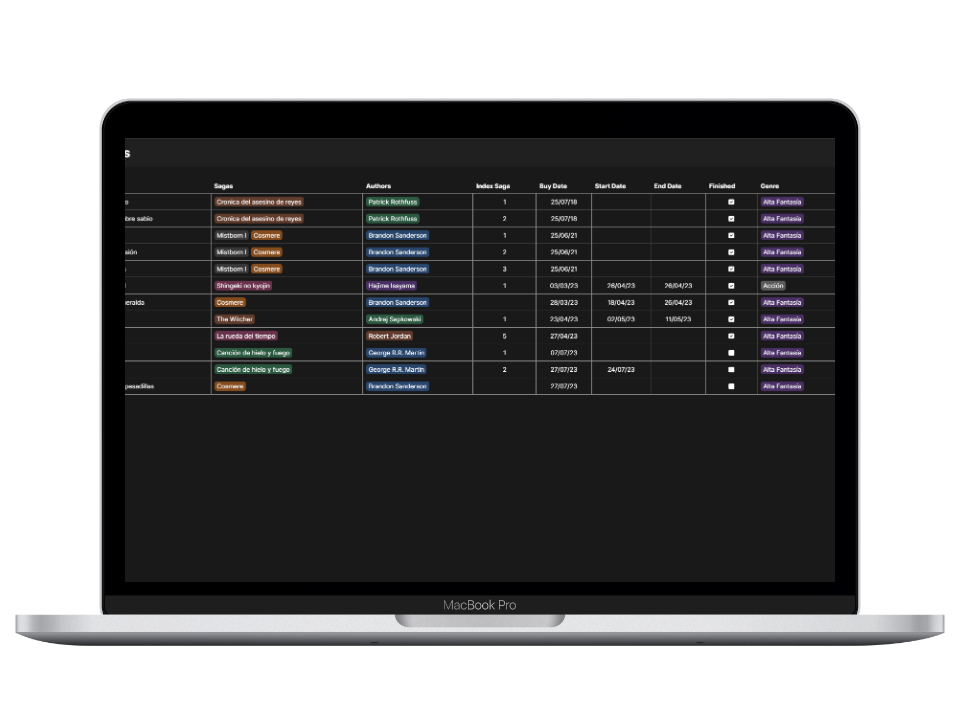 s
Sagas Authors Index Saga Buy Date Start Date End Date Finished Genre
o Cronica del asesino de reyes Patrick Rothfuss 1 25/07/18 Alta Fantasía
bre sabio Cronica del asesino de reyes Patrick Rothfuss 2 25/07/18 Alta Fantasía
Mistborn I Cosmere Brandon Sanderson 1 25/06/21 Alta Fantasía
sión Mistborn I Cosmere Brandon Sanderson 2 25/06/21 Alta Fantasía
s Mistborn I Cosmere Brandon Sanderson 3 25/06/21 Alta Fantasía
Shingeki no kyojin Hajime Isayama 1 03/03/23 26/04/23 26/04/23 Acción
eralda Cosmere Brandon Sanderson 28/03/23 18/04/23 26/04/23 Alta Fantasía
The Witcher Andrej Sapkowski 1 23/04/23 02/05/23 11/05/23 Alta Fantasía
La rueda del tiempo Robert Jordan 5 27/04/23 Alta Fantasía
Canción de hielo y fuego George R.R. Martin 1 07/07/23 Alta Fantasía
Canción de hielo y fuego George R.R. Martin 2 27/07/23 24/07/23 Alta Fantasía
pesadillas Cosmere Brandon Sanderson 27/07/23 Alta Fantasía
MacBook Pro